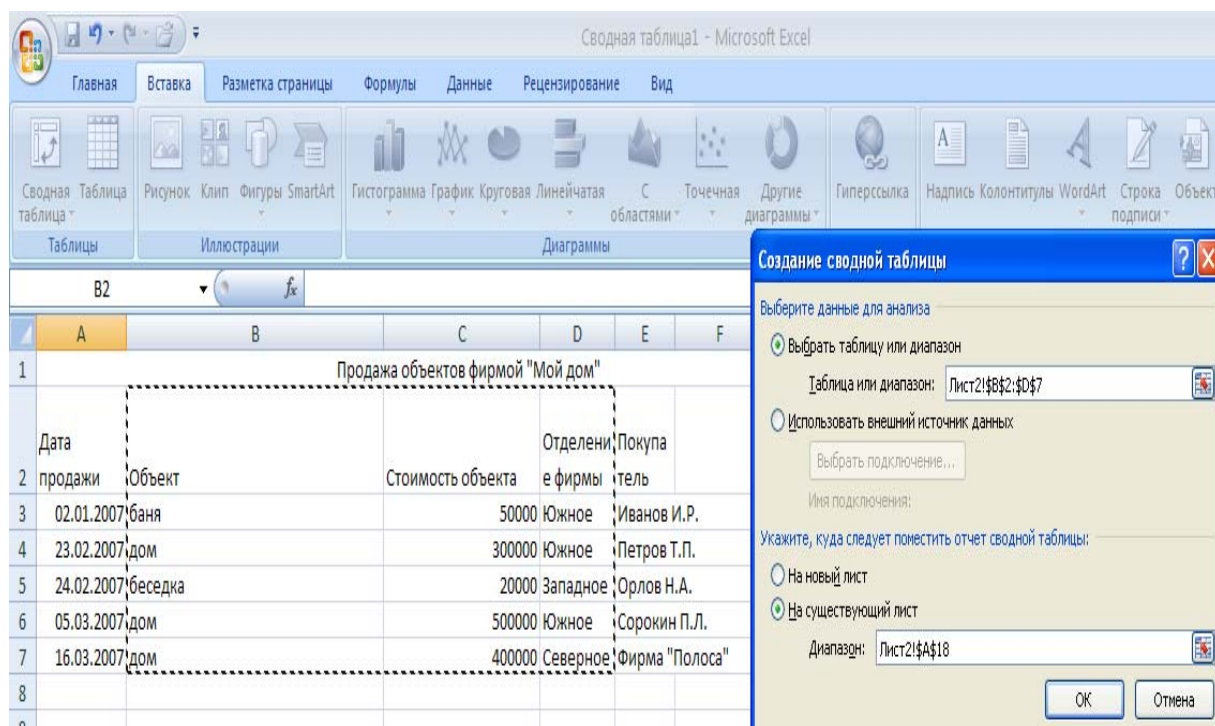 Сводная таблица1 - Microsoft Excel
Главная Вставка Разметка страницы Формулы Данные Рецензирование Вид
Сводная таблица Таблица Рисунок Клип Фигуры SmartArt Гистограмма График Круговая Линейчатая С областями Точечная Другие диаграммы Гиперссылка Надпись Колонтитулы WordArt Строка подписи Объект
Таблицы Иллюстрации Диаграммы
B2 fx
A B C D E F
1 Продажа объектов фирмой "Мой дом"
2 Дата продажи Объект Стоимость объекта Отделение фирмы Покупатель
3 02.01.2007 баня 50000 Южное Иванов И.Р.
4 23.02.2007 дом 300000 Южное Петров Т.П.
5 24.02.2007 беседка 20000 Западное Орлов Н.А.
6 05.03.2007 дом 500000 Южное Сорокин П.Л.
7 16.03.2007 дом 400000 Северное Фирма "Полоса"
8
Создание сводной таблицы
Выберите данные для анализа
Выбрать таблицу или диапазон
Таблица или диапазон: Лист2!$B$2:$D$7
Использовать внешний источник данных
Выбрать подключение...
Имя подключения:
Укажите, куда следует поместить отчет сводной таблицы:
На новый лист
На существующий лист
Диапазон: Лист2!$A$18
ОК Отмена